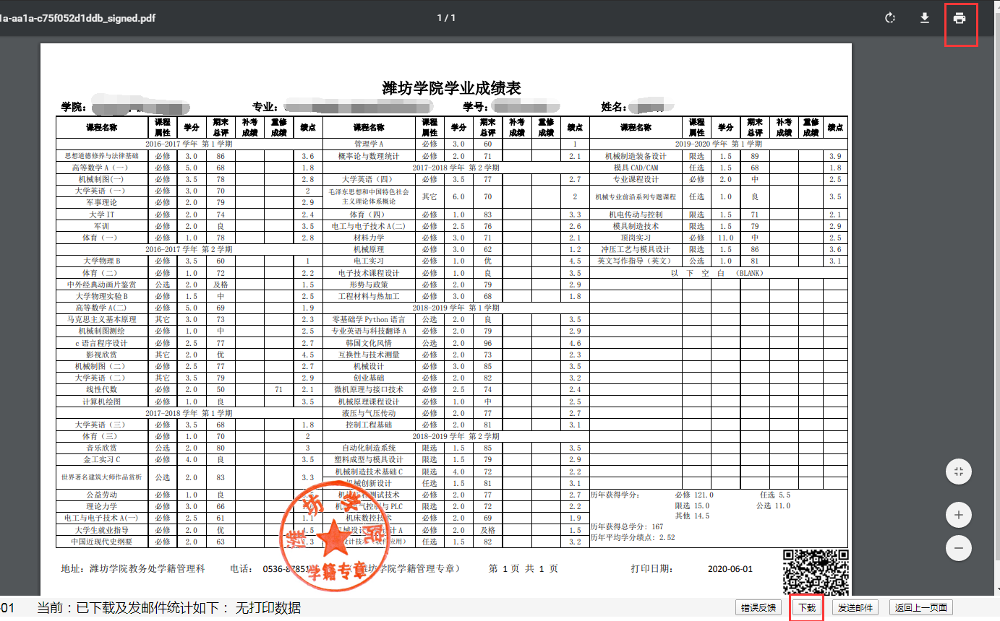 1a-aa1a-c75f052d1ddb_signed.pdf
1 / 1
潍坊学院学业成绩表
学院: 专业: 学号: 姓名:
课程名称 课程属性 学分 期末总评 补考成绩 重修成绩 绩点 课程名称 课程属性 学分 期末总评 补考成绩 重修成绩 绩点 课程名称 课程属性 学分 期末总评 补考成绩 重修成绩 绩点
2016-2017 学年 第 1 学期
思想道德修养与法律基础 必修 3.0 86 3.6
高等数学 A（一） 必修 5.0 68 1.8
机械制图(一) 必修 3.5 78 2.8
大学英语（一） 必修 3.0 70 2
军事理论 必修 2.0 79 2.9
大学 IT 必修 2.0 74 2.4
军训 必修 2.0 良 3.5
体育（一） 必修 1.0 78 2.8
2016-2017 学年 第 2 学期
大学物理 B 必修 3.5 60 1
体育（二） 必修 1.0 72 2.2
中外经典动画片鉴赏 公选 2.0 及格 1.5
大学物理实验 B 必修 1.5 中 2.5
高等数学 A(二) 必修 5.0 69 1.9
马克思主义基本原理 其它 3.0 73 2.3
机械制图测绘 必修 1.0 中 2.5
c 语言程序设计 必修 2.5 77 2.7
影视欣赏 其它 2.0 优 4.5
机械制图（二） 必修 2.5 77 2.7
大学英语（二） 其它 3.5 79 2.9
线性代数 必修 2.0 50 71 2.1
计算机绘图 必修 1.0 良 3.5
2017-2018 学年 第 1 学期
大学英语（三） 必修 3.5 68 1.8
体育（三） 必修 1.0 70 2
音乐欣赏 公选 2.0 80 3
金工实习 C 必修 4.0 良 3.5
世界著名建筑大师作品赏析 公选 2.0 83 3.3
公益劳动 必修 1.0 良
理论力学 必修 3.0 66
电工与电子技术 A(一) 必修 2.5 61 1.1
大学生就业指导 必修 2.0 优 4.5
中国近现代史纲要 必修 2.0 63 1.3
管理学 A 必修 3.0 60 1
概率论与数理统计 必修 2.0 71 2.1
2017-2018 学年 第 2 学期
大学英语（四） 必修 3.5 77 2.7
毛泽东思想和中国特色社会
主义理论体系概论 其它 6.0 70 2
体育（四） 必修 1.0 83 3.3
电工与电子技术 A(二) 必修 2.5 76 2.6
材料力学 必修 3.0 71 2.1
机械原理 必修 3.0 62 1.2
电工实习 必修 1.0 优 4.5
电子技术课程设计 必修 1.0 良 3.5
形势与政策 必修 2.0 79 2.9
工程材料与热加工 必修 3.0 68 1.8
2018-2019 学年 第 1 学期
零基础学 Python 语言 公选 2.0 良 3.5
专业英语与科技翻译 A 必修 2.0 79 2.9
韩国文化风情 公选 2.0 96 4.6
互换性与技术测量 必修 2.0 73 2.3
机械设计 必修 3.0 85 3.5
创业基础 必修 2.0 82 3.2
微机原理与接口技术 必修 2.5 74 2.4
机械原理课程设计 必修 1.0 中 2.5
液压与气压传动 必修 2.0 77 2.7
控制工程基础 必修 2.0 81 3.1
2018-2019 学年 第 2 学期
自动化制造系统 限选 1.5 85 3.5
塑料成型与模具设计 限选 1.5 79 2.9
机械制造技术基础 C 限选 4.0 72 2.2
机械创新设计 任选 1.5 81 3.1
测试技术 必修 2.0 77 2.7
与 PLC 限选 2.0 72 2.2
机床数控技术 必修 2.0 69 1.9
计 A 必修 2.0 及格 1.5
设计技术 应用） 任选 1.5 82 3.2
2019-2020 学年 第 1 学期
机械制造装备设计 限选 1.5 89 3.9
模具 CAD/CAM 任选 1.5 68 1.8
专业课程设计 必修 2.0 中 2.5
机械专业前沿系列专题课程 任选 1.0 良 3.5
机电传动与控制 限选 1.5 71 2.1
模具制造技术 限选 1.5 79 2.9
顶岗实习 必修 11.0 中 2.5
冲压工艺与模具设计 限选 1.5 86 3.6
英文写作指导（英文） 公选 1.0 81 3.1
以 下 空 白 （BLANK）
历年获得学分: 必修 121.0 任选 5.5
限选 15.0 公选 11.0
其他 14.5
历年获得总学分: 167
历年平均学分绩点: 2.52
潍坊学院
学籍专章
地址: 潍坊学院教务处学籍管理科 电话: 0536-87851 （潍坊学院学籍管理专章） 第 1 页 共 1 页 打印日期: 2020-06-01
01 当前：已下载及发邮件统计如下： 无打印数据
错误反馈 下载 发送邮件 返回上一页面